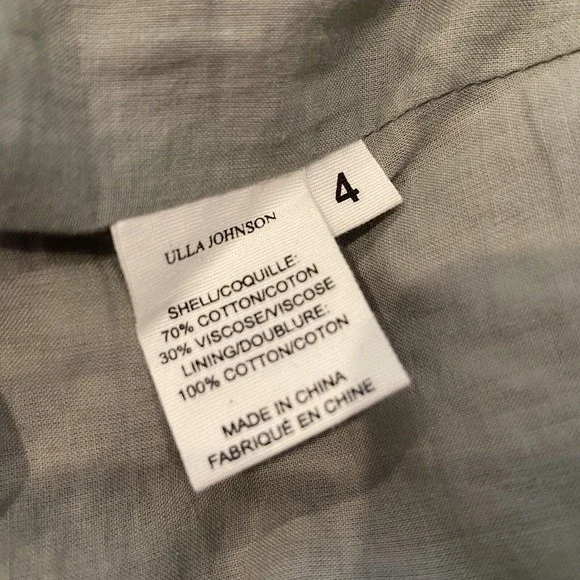 4
ULLA JOHNSON
SHELL/COQUILLE:
70% COTTON/COTON
30% VISCOSE/VISCOSE
LINING/DOUBLURE:
100% COTTON/COTON
MADE IN CHINA
FABRIQUÉ EN CHINE